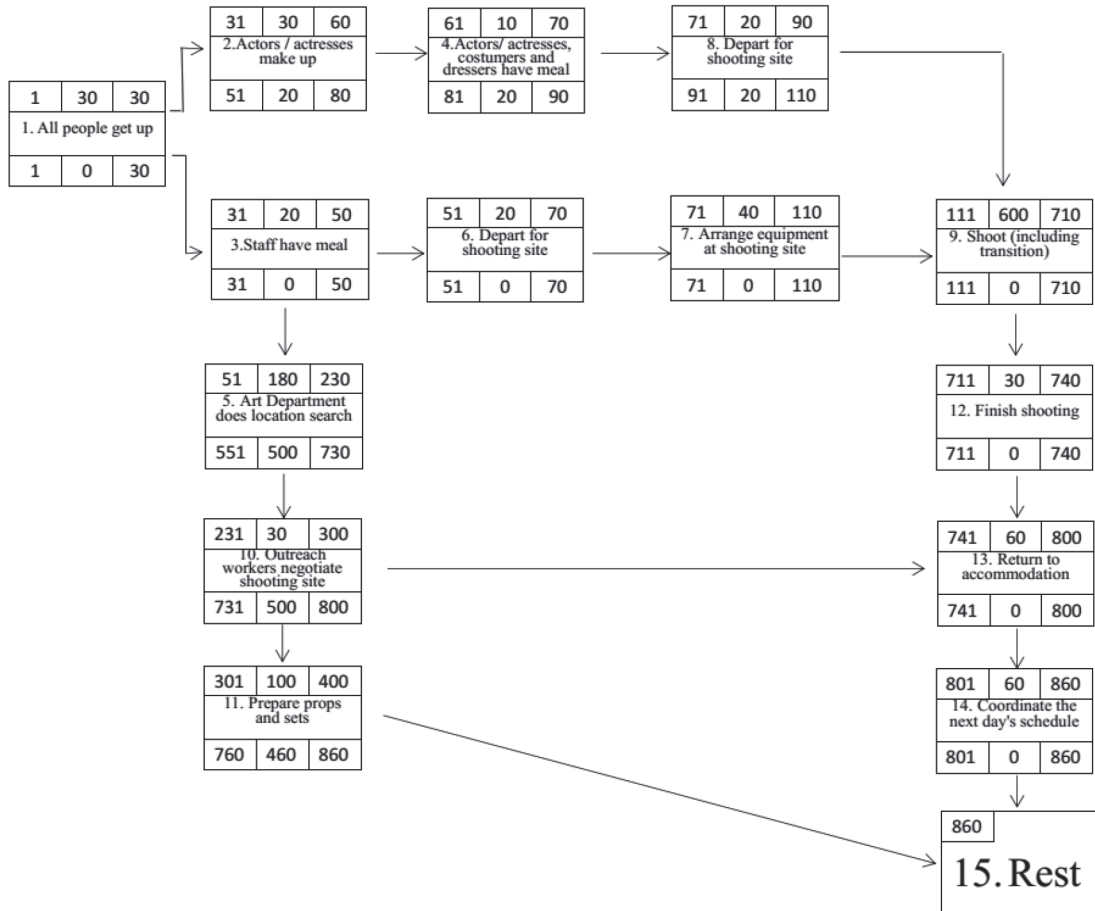 31 30 60
2.Actors / actresses
make up
51 20 80
61 10 70
4.Actors/ actresses,
costumers and
dressers have meal
81 20 90
71 20 90
8. Depart for
shooting site
91 20 110
1 30 30
1. All people get up
1 0 30
31 20 50
3.Staff have meal
31 0 50
51 20 70
6. Depart for
shooting site
51 0 70
71 40 110
7. Arrange equipment
at shooting site
71 0 110
111 600 710
9. Shoot (including
transition)
111 0 710
51 180 230
5. Art Department
does location search
551 500 730
711 30 740
12. Finish shooting
711 0 740
231 30 300
10. Outreach
workers negotiate
shooting site
731 500 800
741 60 800
13. Return to
accommodation
741 0 800
301 100 400
11. Prepare props
and sets
760 460 860
801 60 860
14. Coordinate the
next day's schedule
801 0 860
860
15. Rest